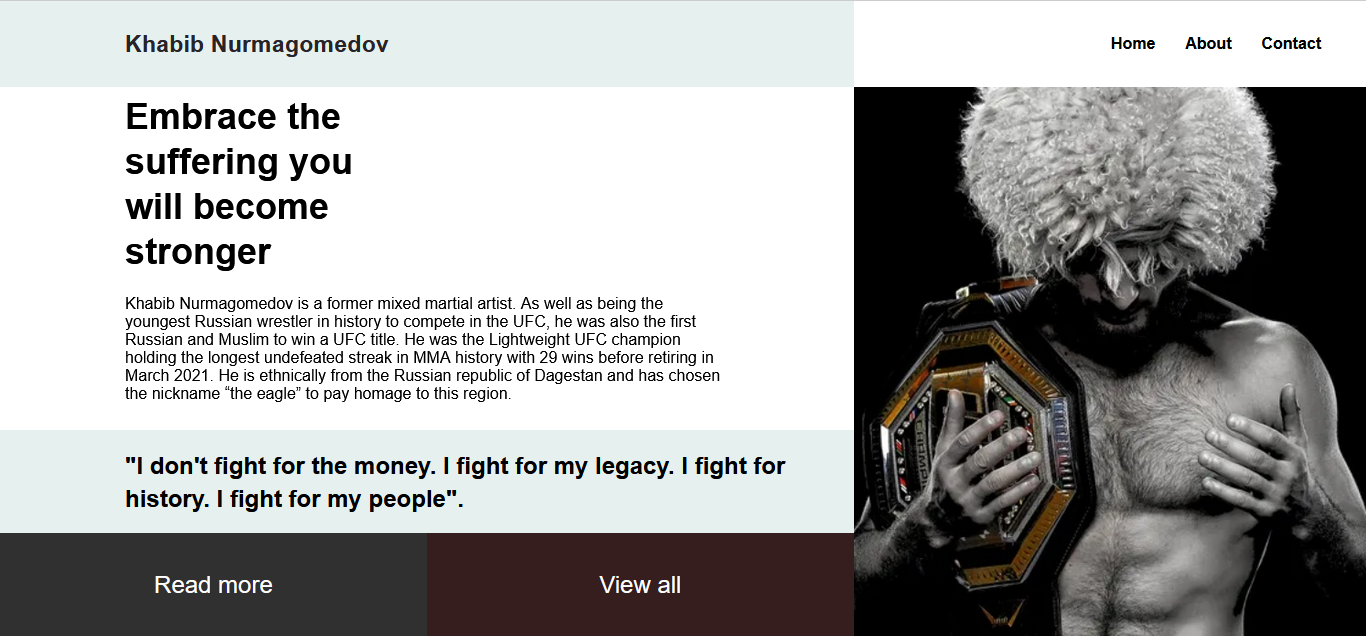 Khabib Nurmagomedov
Home About Contact
Embrace the
suffering you
will become
stronger
Khabib Nurmagomedov is a former mixed martial artist. As well as being the
youngest Russian wrestler in history to compete in the UFC, he was also the first
Russian and Muslim to win a UFC title. He was the Lightweight UFC champion
holding the longest undefeated streak in MMA history with 29 wins before retiring in
March 2021. He is ethnically from the Russian republic of Dagestan and has chosen
the nickname “the eagle” to pay homage to this region.
"I don't fight for the money. I fight for my legacy. I fight for
history. I fight for my people".
Read more
View all